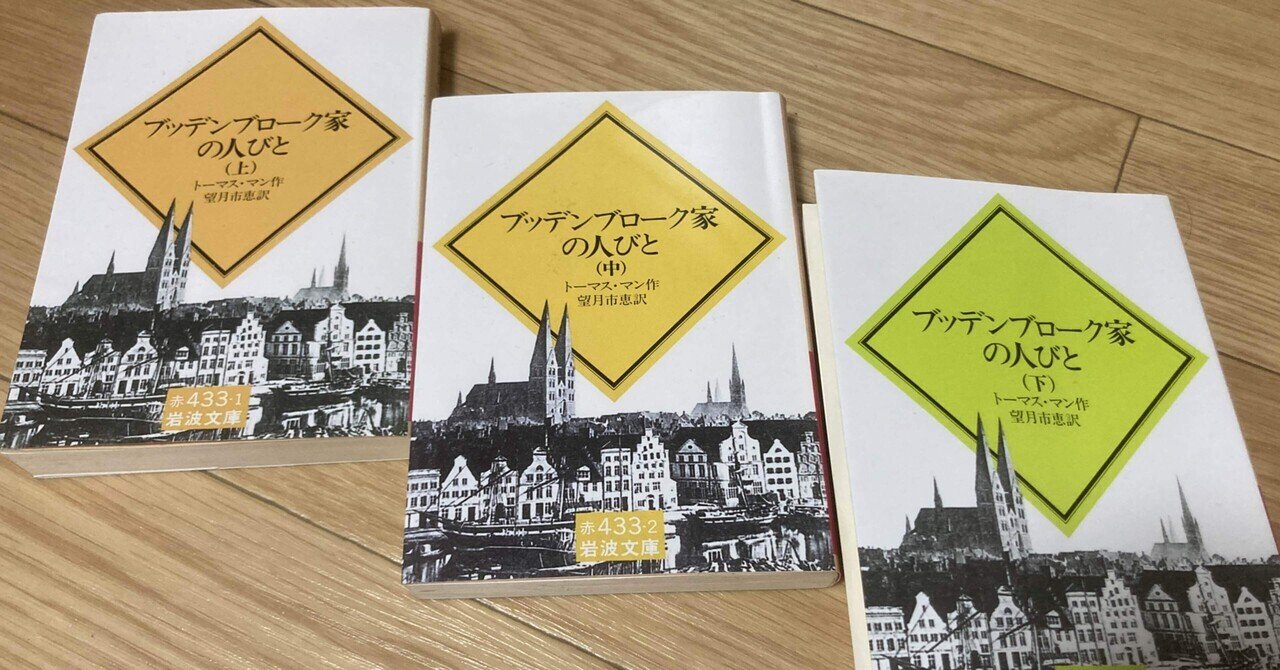 ブッデンブローク家
の人びと
(上)
トーマス・マン作
望月市恵訳
赤433-1
岩波文庫
ブッデンブローク家
の人びと
(中)
トーマス・マン作
望月市恵訳
赤433-2
岩波文庫
ブッデンブローク家
の人びと
(下)
トーマス・マン作
望月市恵訳